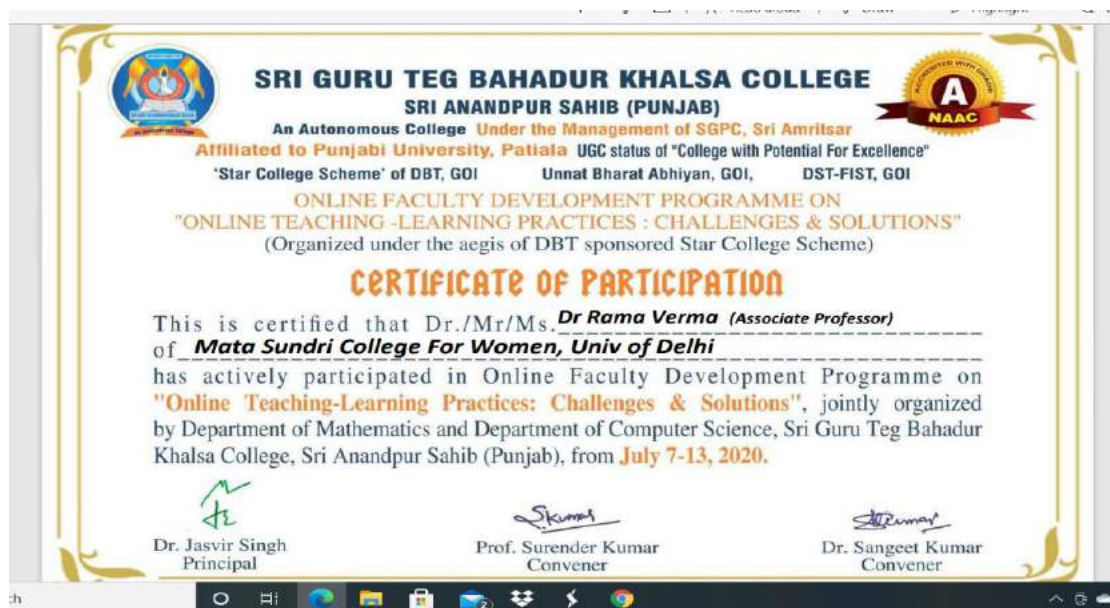 SRI GURU TEG BAHADUR KHALSA COLLEGE
SRI ANANDPUR SAHIB (PUNJAB)
An Autonomous College Under the Management of SGPC, Sri Amritsar
Affiliated to Punjabi University, Patiala UGC status of "College with Potential For Excellence"
'Star College Scheme' of DBT, GOI Unnat Bharat Abhiyan, GOI, DST-FIST, GOI
ACCREDITED WITH GRADE
A
NAAC
ONLINE FACULTY DEVELOPMENT PROGRAMME ON
"ONLINE TEACHING -LEARNING PRACTICES : CHALLENGES & SOLUTIONS"
(Organized under the aegis of DBT sponsored Star College Scheme)
CERTIFICATE OF PARTICIPATION
This is certified that Dr./Mr/Ms. Dr Rama Verma (Associate Professor)
of Mata Sundri College For Women, Univ of Delhi
has actively participated in Online Faculty Development Programme on
"Online Teaching-Learning Practices: Challenges & Solutions", jointly organized
by Department of Mathematics and Department of Computer Science, Sri Guru Teg Bahadur
Khalsa College, Sri Anandpur Sahib (Punjab), from July 7-13, 2020.
Skumar
Dr. Jasvir Singh
Principal
Prof. Surender Kumar
Convener
Dr. Sangeet Kumar
Convener